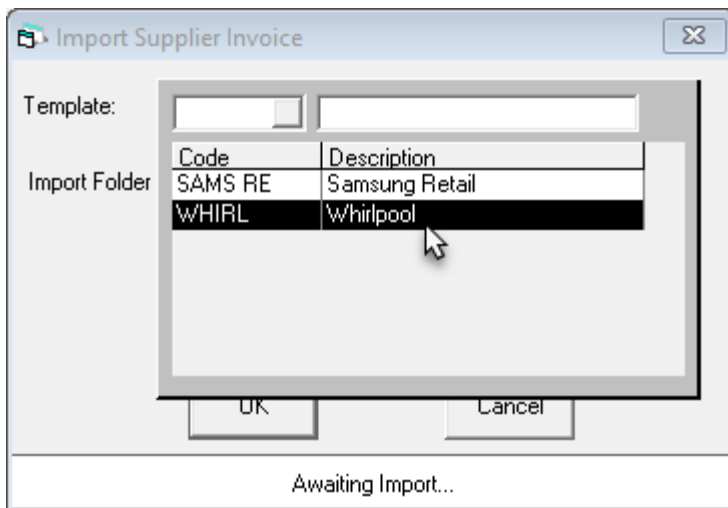 Import Supplier Invoice
Template:
Code Description
Import Folder
SAMS RE Samsung Retail
WHIRL Whirlpool
OK Cancel
Awaiting Import...